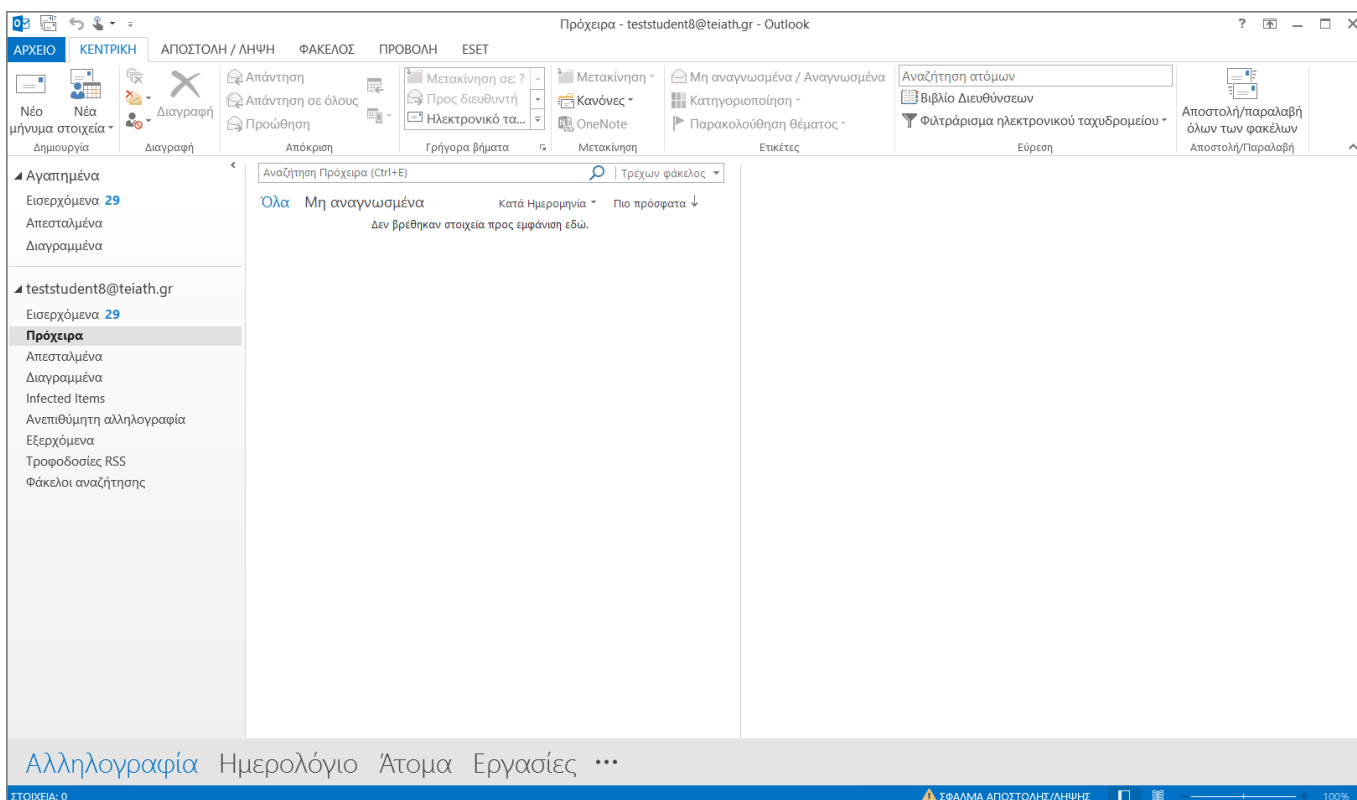 Πρόχειρα - teststudent8@teiath.gr - Outlook
ΑΡΧΕΙΟ ΚΕΝΤΡΙΚΗ ΑΠΟΣΤΟΛΗ / ΛΗΨΗ ΦΑΚΕΛΟΣ ΠΡΟΒΟΛΗ ESET
Νέο μήνυμα
Νέα στοιχεία
Δημιουργία
Διαγραφή
Διαγραφή
Απάντηση
Απάντηση σε όλους
Προώθηση
Απόκριση
Μετακίνηση σε: ?
Προς διευθυντή
Ηλεκτρονικό τα...
Γρήγορα βήματα
Μετακίνηση
Κανόνες
OneNote
Μετακίνηση
Μη αναγνωσμένα / Αναγνωσμένα
Κατηγοριοποίηση
Παρακολούθηση θέματος
Ετικέτες
Αναζήτηση ατόμων
Βιβλίο Διευθύνσεων
Φιλτράρισμα ηλεκτρονικού ταχυδρομείου
Εύρεση
Αποστολή/παραλαβή
όλων των φακέλων
Αποστολή/Παραλαβή
Αγαπημένα
Εισερχόμενα 29
Απεσταλμένα
Διαγραμμένα
teststudent8@teiath.gr
Εισερχόμενα 29
Πρόχειρα
Απεσταλμένα
Διαγραμμένα
Infected Items
Ανεπιθύμητη αλληλογραφία
Εξερχόμενα
Τροφοδοσίες RSS
Φάκελοι αναζήτησης
Αναζήτηση Πρόχειρα (Ctrl+E) Τρέχων φάκελος
Όλα Μη αναγνωσμένα Κατά Ημερομηνία Πιο πρόσφατα
Δεν βρέθηκαν στοιχεία προς εμφάνιση εδώ.
Αλληλογραφία Ημερολόγιο Άτομα Εργασίες
ΣΤΟΙΧΕΙΑ: 0 ΣΦΑΛΜΑ ΑΠΟΣΤΟΛΗΣ/ΛΗΨΗΣ 100%